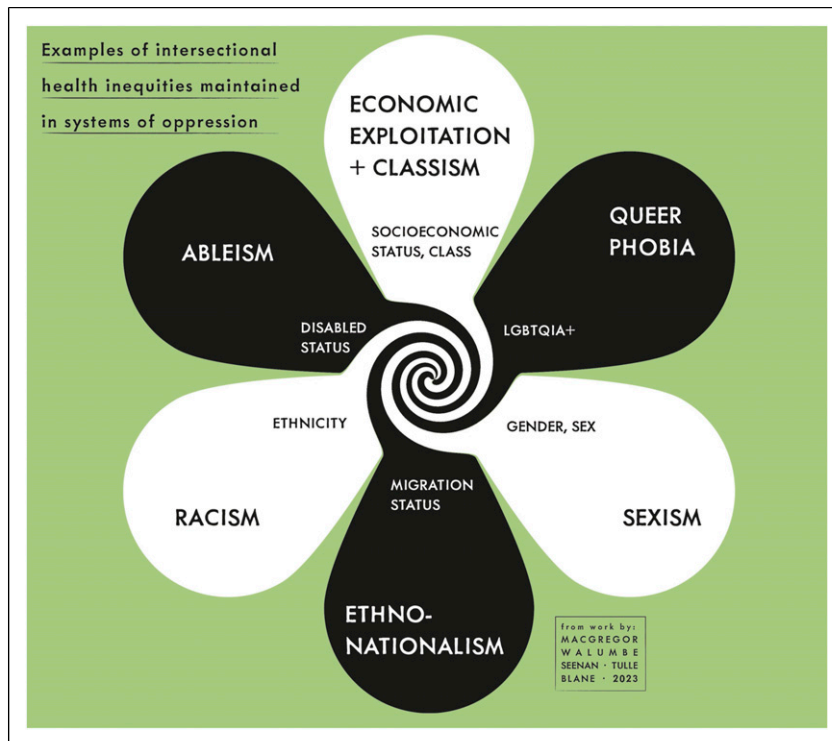 Examples of intersectional
health inequities maintained
in systems of oppression
ECONOMIC
EXPLOITATION
+ CLASSISM
SOCIOECONOMIC
STATUS, CLASS
QUEER
PHOBIA
LGBTQIA+
ABLEISM
DISABLED
STATUS
ETHNICITY
RACISM
GENDER, SEX
SEXISM
MIGRATION
STATUS
ETHNO-
NATIONALISM
from work by:
MACGREGOR
WALUMBE
SEENAN · TULLE
BLANE · 2023